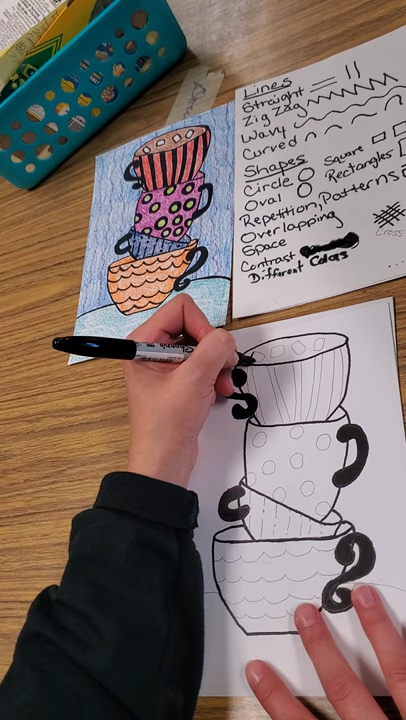 Lines
Straight
Zig Zag
Wavy
Curved
Shapes
Circle Square
Oval Rectangles
Repetition, Patterns
Overlapping
Space
Contrast
Different Colors
Cross
Sharpie